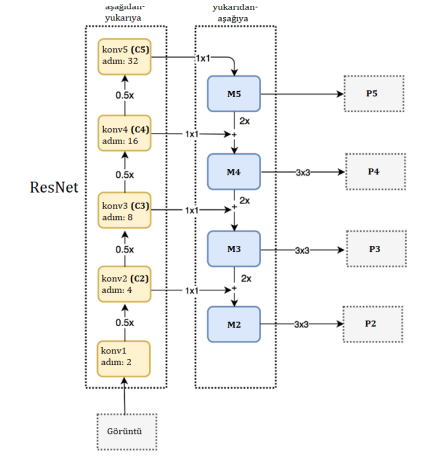 aşağıdan-
yukarıya
yukarıdan-
aşağıya
konv5 (C5)
adım: 32
1x1
M5
P5
0.5x
2x
konv4 (C4)
adım: 16
1x1
+
M4
3x3
P4
0.5x
2x
ResNet
konv3 (C3)
adım: 8
1x1
+
M3
3x3
P3
0.5x
2x
konv2 (C2)
adım: 4
1x1
+
M2
3x3
P2
0.5x
konv1
adım: 2
Görüntü